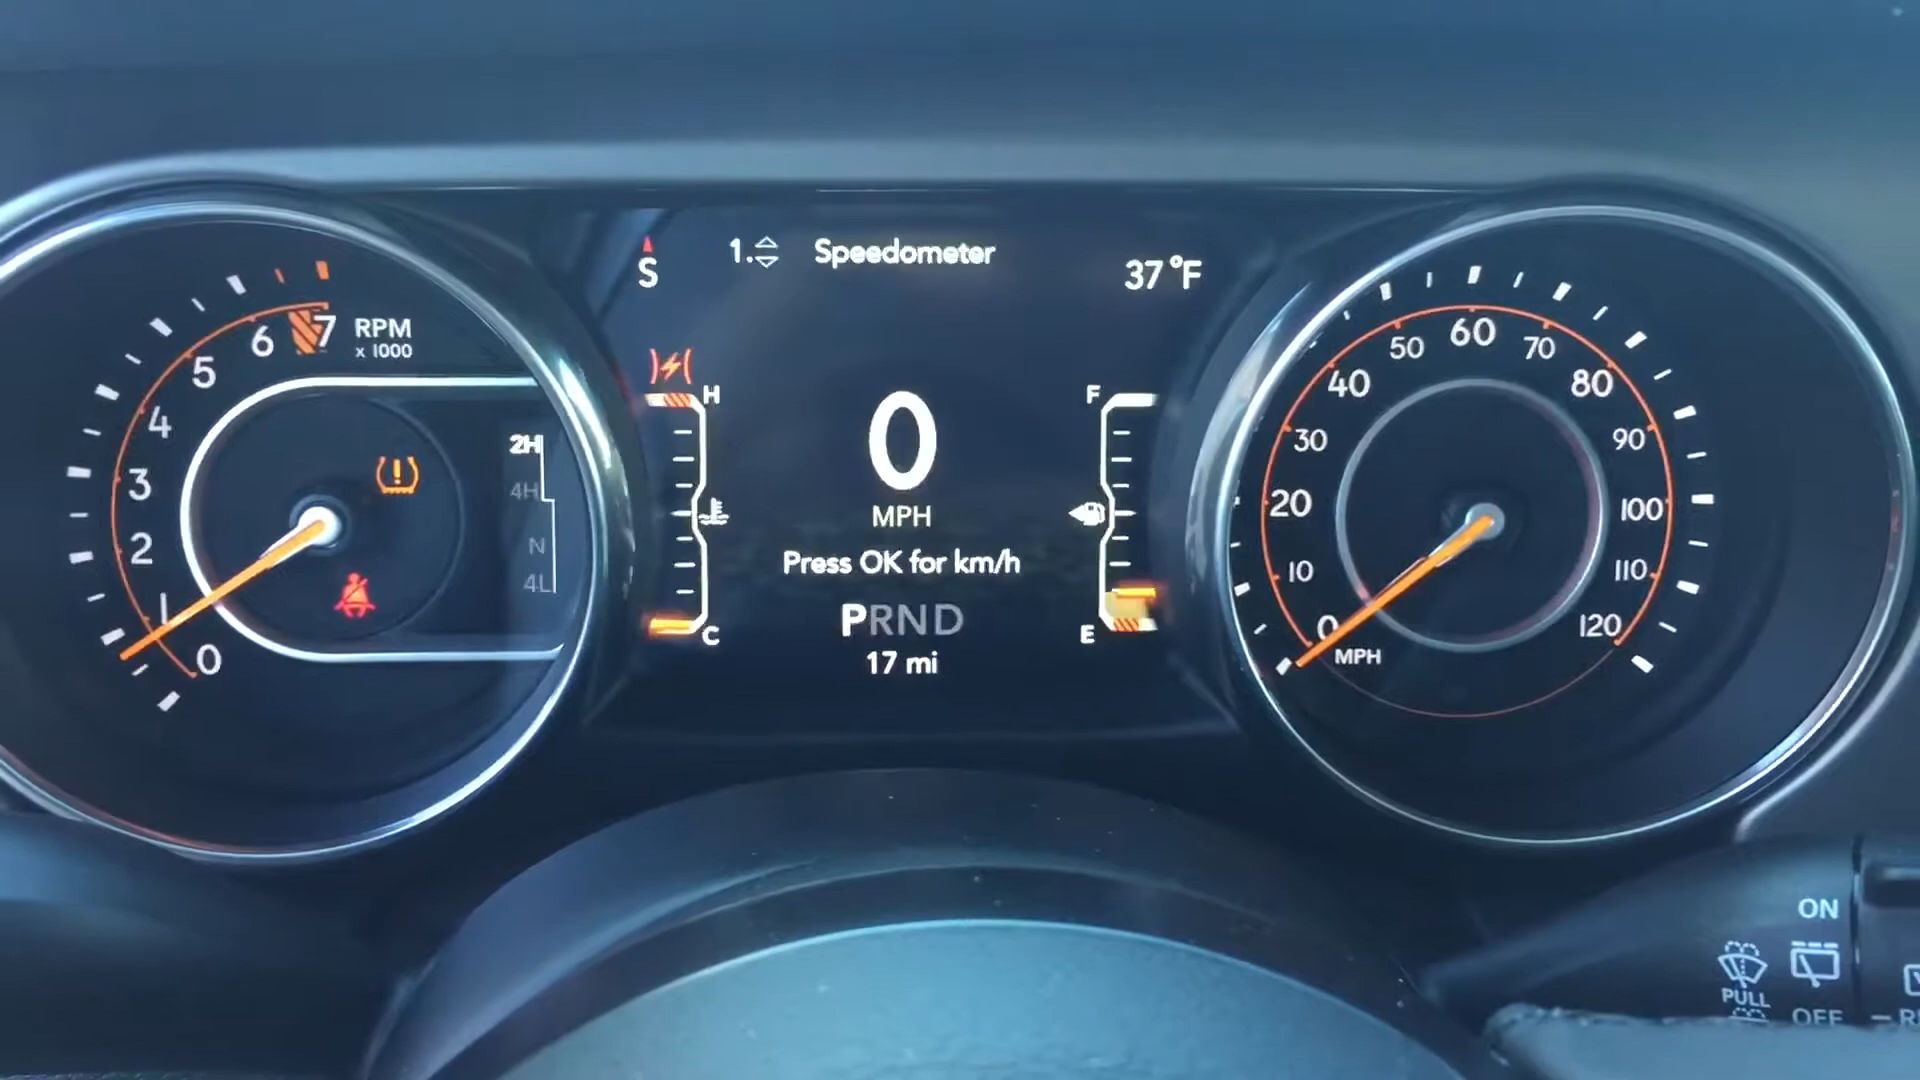 S
1. Speedometer
37°F
7
6
5
4
3
2
1
0
RPM
x 1000
2H
4H
N
4L
H
C
0
MPH
Press OK for km/h
PRND
17 mi
F
E
0
10
20
30
40
50
60
70
80
90
100
110
120
MPH
ON
PULL
OFF